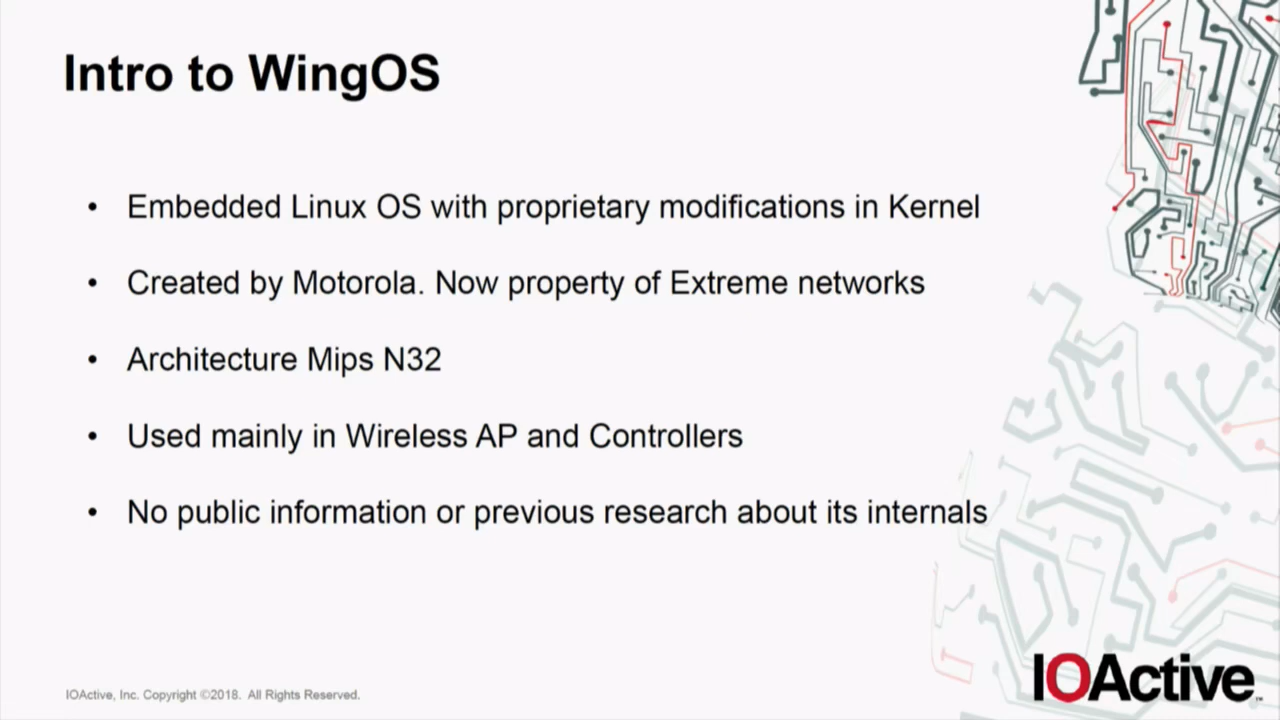 Intro to WingOS
• Embedded Linux OS with proprietary modifications in Kernel
• Created by Motorola. Now property of Extreme networks
• Architecture Mips N32
• Used mainly in Wireless AP and Controllers
• No public information or previous research about its internals
IOActive, Inc. Copyright ©2018. All Rights Reserved.
IOActive™